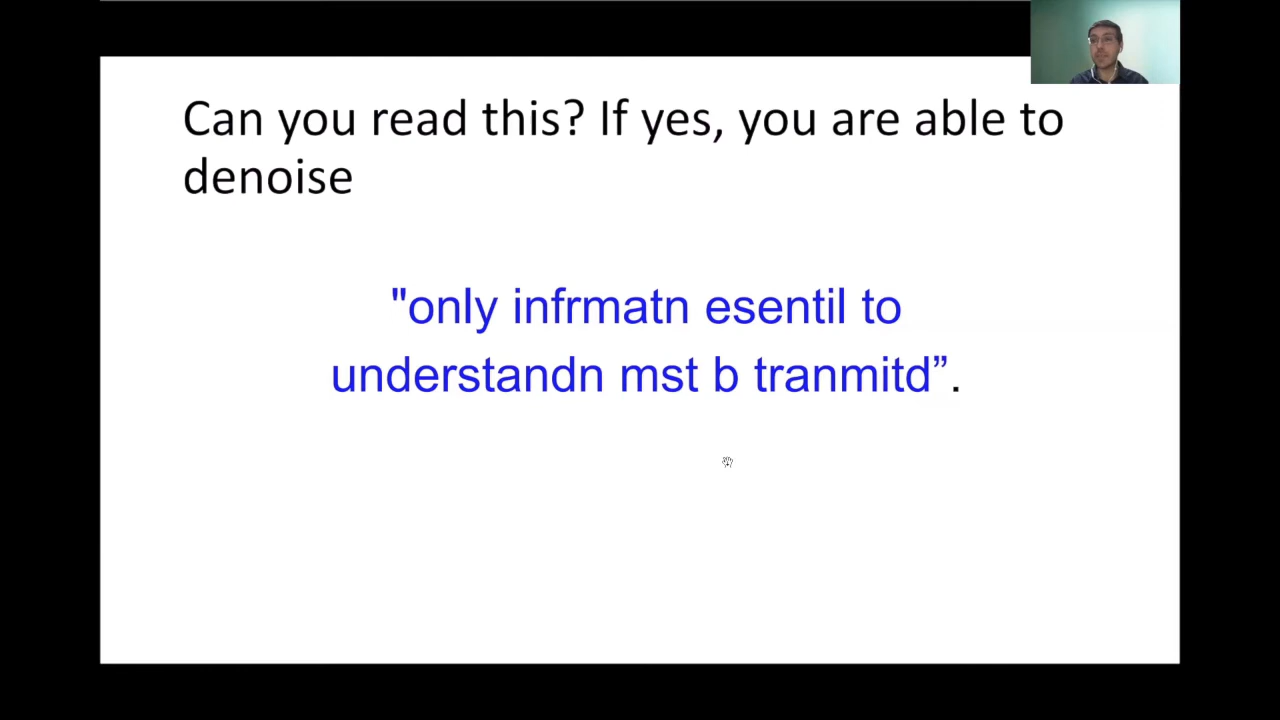 Can you read this? If yes, you are able to
denoise
"only infrmatn esentil to
understandn mst b tranmitd”.